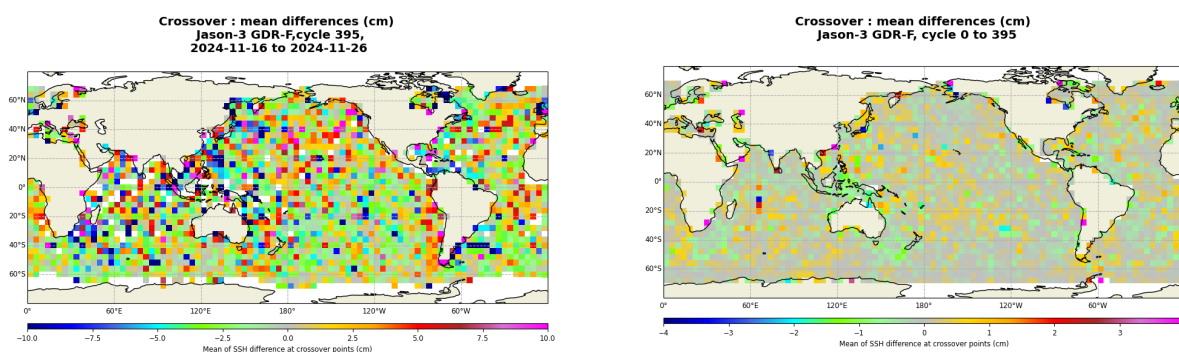 Crossover : mean differences (cm)
Jason-3 GDR-F,cycle 395,
2024-11-16 to 2024-11-26
60°N
40°N
20°N
0°
20°S
40°S
60°S
0° 60°E 120°E 180° 120°W 60°W
−10.0 −7.5 −5.0 −2.5 0.0 2.5 5.0 7.5 10.0
Mean of SSH difference at crossover points (cm)
Crossover : mean differences (cm)
Jason-3 GDR-F, cycle 0 to 395
60°N
40°N
20°N
0°
20°S
40°S
60°S
0° 60°E 120°E 180° 120°W 60°W
−4 −3 −2 −1 0 1 2 3
Mean of SSH difference at crossover points (cm)